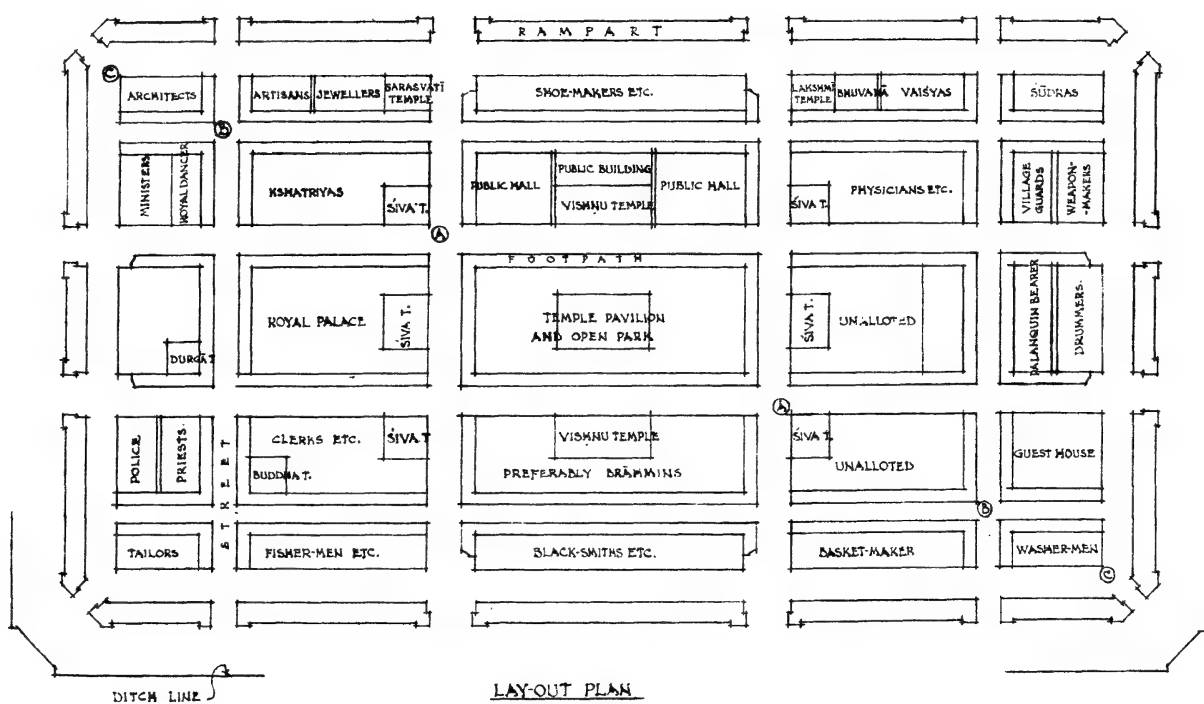 RAMPART
C
ARCHITECTS
ARTISANS
JEWELLERS
SARASVATĪ
TEMPLE
SHOE-MAKERS ETC.
LAKSHMĪ
TEMPLE
BHUVANA
VAIŚYAS
ŚŪDRAS
B
MINISTERS
ROYAL DANCER
KSHATRIYAS
ŚIVA T.
PUBLIC HALL
PUBLIC BUILDING
VISHNU TEMPLE
PUBLIC HALL
ŚIVA T.
PHYSICIANS ETC.
VILLAGE
GUARDS
WEAPON-
-MAKERS
A
FOOTPATH
DURGĀ T.
ROYAL PALACE
ŚIVA T.
TEMPLE PAVILION
AND OPEN PARK
ŚIVA T.
UNALLOTED
PALANQUIN BEARER
DRUMMERS.
A
POLICE
PRIESTS.
STREET
CLERKS ETC.
ŚIVA T
BUDDHA T.
VISHNU TEMPLE
PREFERABLY BRĀMMINS
ŚIVA T.
UNALLOTED
GUEST HOUSE
B
TAILORS
FISHER-MEN ETC.
BLACK-SMITHS ETC.
BASKET-MAKER
WASHER-MEN
C
DITCH LINE
LAY-OUT PLAN